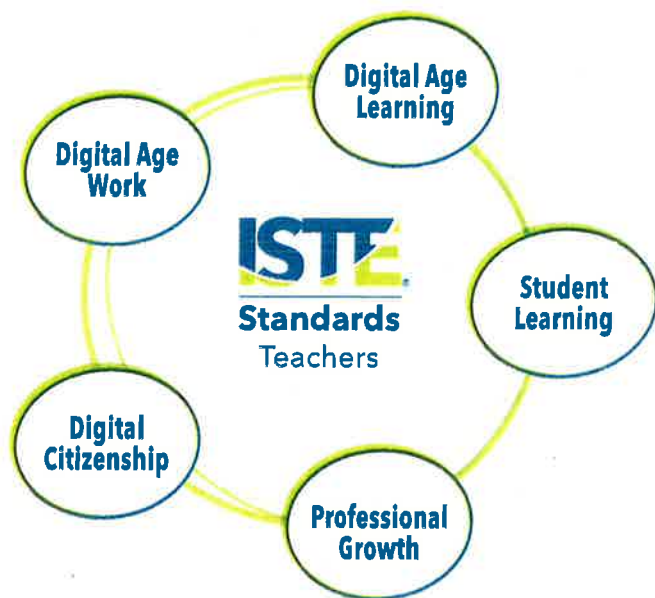 Digital Age
Learning
Digital Age
Work
ISTE®
Standards
Teachers
Student
Learning
Digital
Citizenship
Professional
Growth